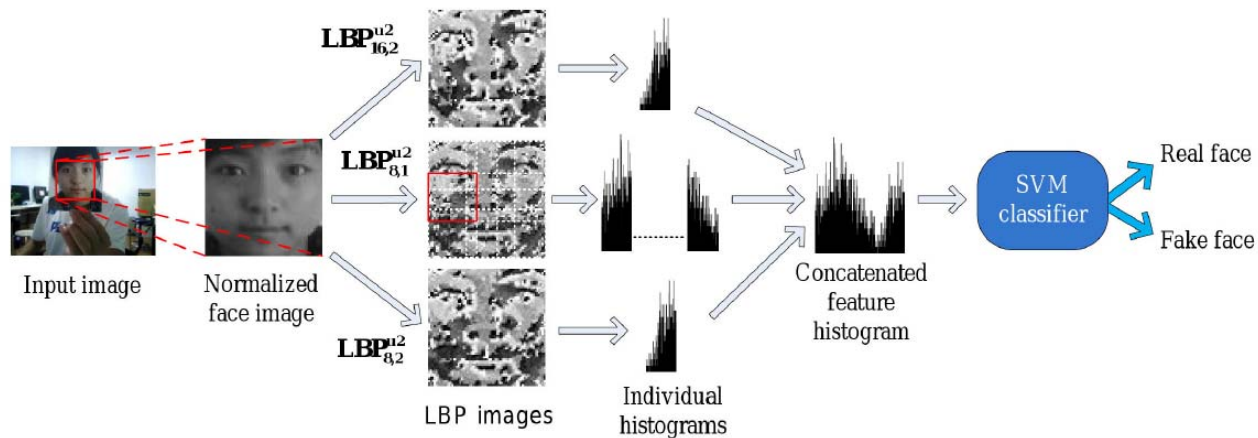 LBP^{u2}_{16,2}
LBP^{u2}_{8,1}
LBP^{u2}_{8,2}
Input image
Normalized
face image
LBP images
Individual
histograms
Concatenated
feature
histogram
SVM
classifier
Real face
Fake face